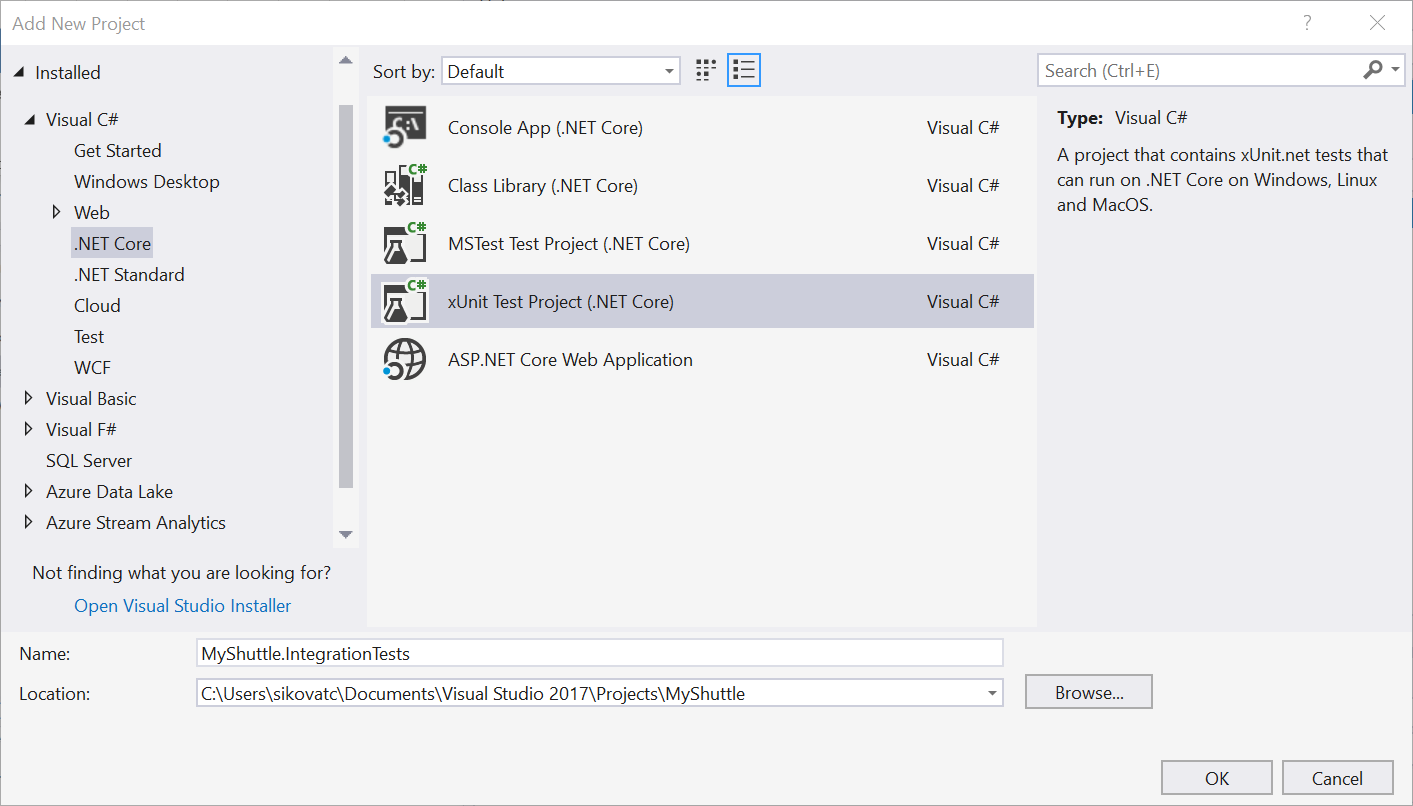 Add New Project
?
Installed
Visual C#
Get Started
Windows Desktop
Web
.NET Core
.NET Standard
Cloud
Test
WCF
Visual Basic
Visual F#
SQL Server
Azure Data Lake
Azure Stream Analytics
Not finding what you are looking for?
Open Visual Studio Installer
Sort by: Default
C:\
Console App (.NET Core) Visual C#
C#
Class Library (.NET Core) Visual C#
C#
MSTest Test Project (.NET Core) Visual C#
C#
xUnit Test Project (.NET Core) Visual C#
ASP.NET Core Web Application Visual C#
Search (Ctrl+E)
Type: Visual C#
A project that contains xUnit.net tests that
can run on .NET Core on Windows, Linux
and MacOS.
Name: MyShuttle.IntegrationTests
Location: C:\Users\sikovatc\Documents\Visual Studio 2017\Projects\MyShuttle
Browse...
OK Cancel